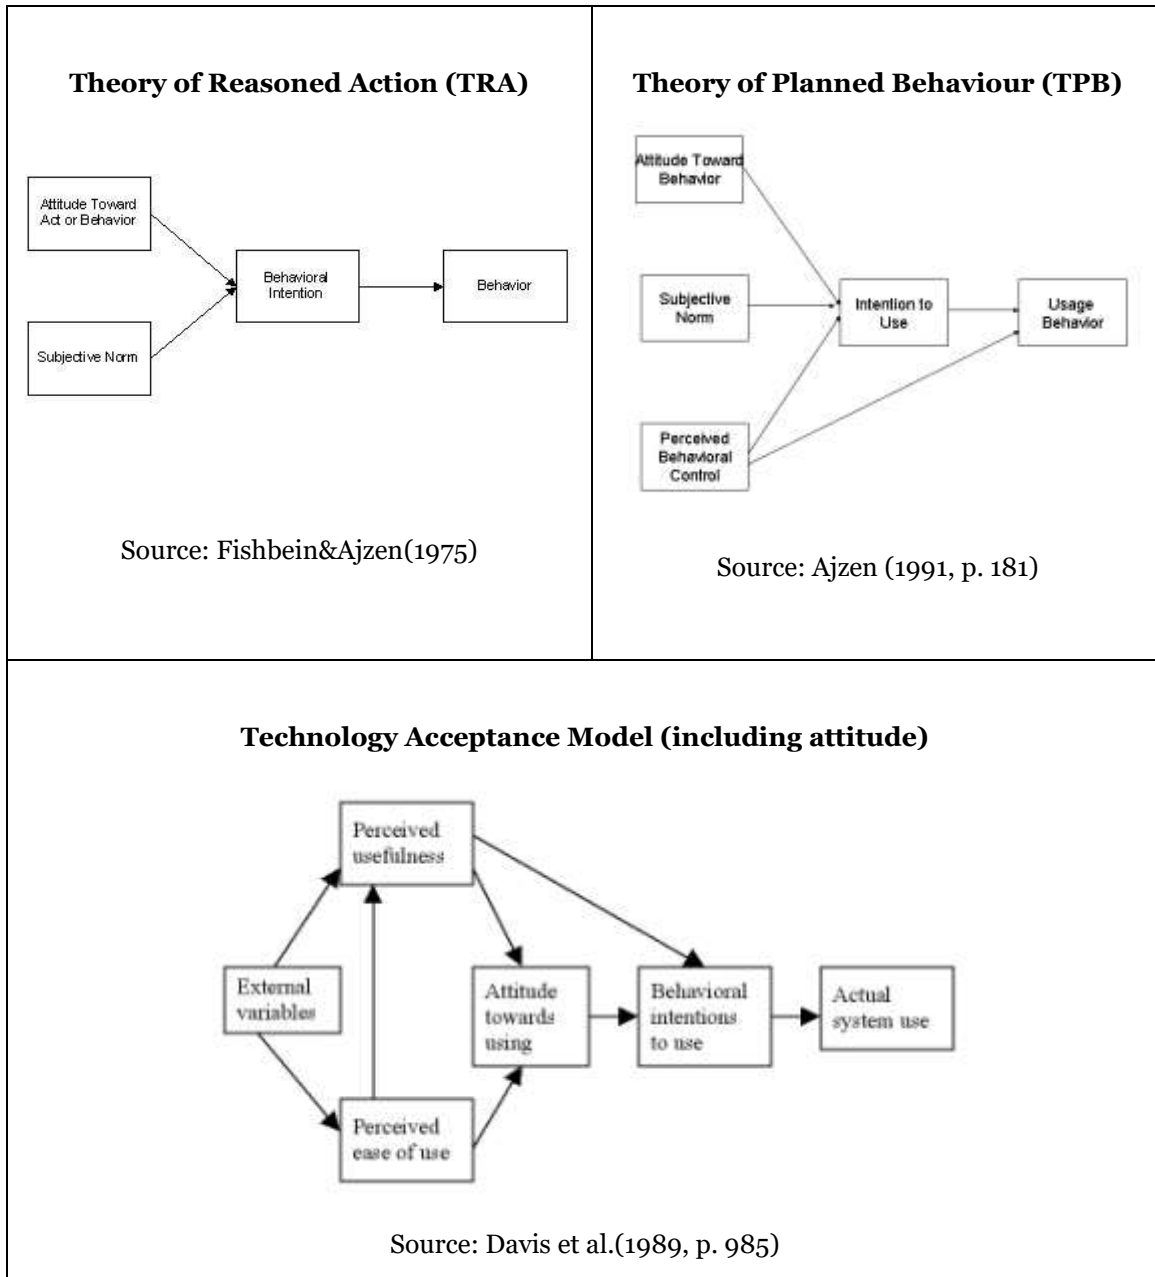 Theory of Reasoned Action (TRA)
Attitude Toward
Act or Behavior
Subjective Norm
Behavioral
Intention
Behavior
Source: Fishbein&Ajzen(1975)
Theory of Planned Behaviour (TPB)
Attitude Toward
Behavior
Subjective
Norm
Perceived
Behavioral
Control
Intention to
Use
Usage
Behavior
Source: Ajzen (1991, p. 181)
Technology Acceptance Model (including attitude)
External
variables
Perceived
usefulness
Perceived
ease of use
Attitude
towards
using
Behavioral
intentions
to use
Actual
system use
Source: Davis et al.(1989, p. 985)